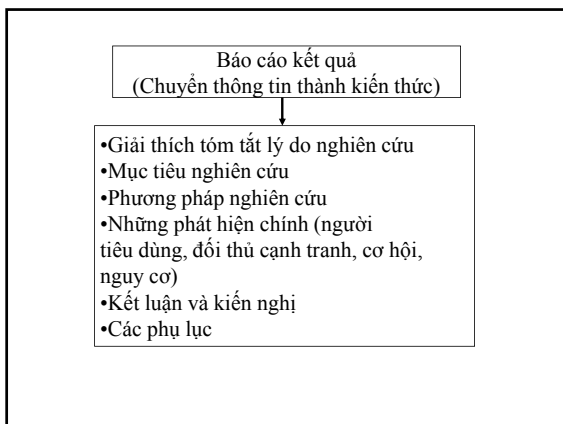 Báo cáo kết quả
(Chuyển thông tin thành kiến thức)
•Giải thích tóm tắt lý do nghiên cứu
•Mục tiêu nghiên cứu
•Phương pháp nghiên cứu
•Những phát hiện chính (người
tiêu dùng, đối thủ cạnh tranh, cơ hội,
nguy cơ)
•Kết luận và kiến nghị
•Các phụ lục